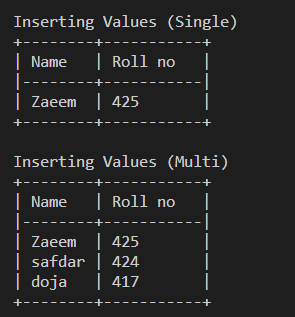 Inserting Values (Single)
+--------+-----------+
| Name   | Roll no   |
|--------+-----------|
| Zaeem  | 425       |
+--------+-----------+

Inserting Values (Multi)
+--------+-----------+
| Name   | Roll no   |
|--------+-----------|
| Zaeem  | 425       |
| safdar | 424       |
| doja   | 417       |
+--------+-----------+